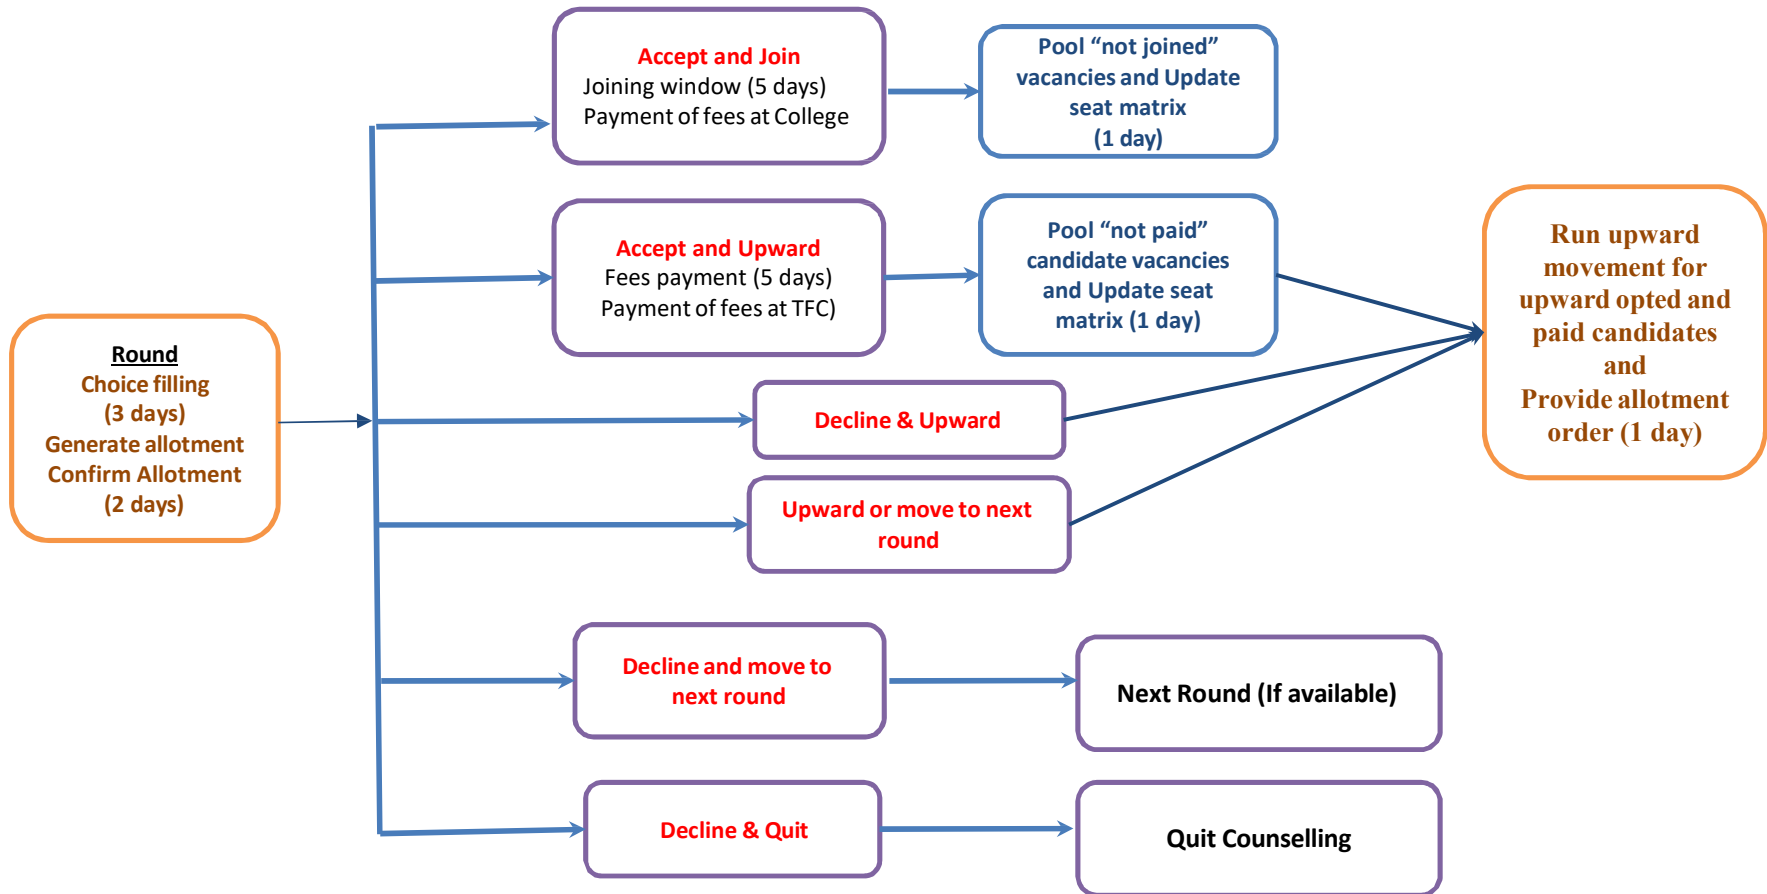 Round
Choice filling
(3 days)
Generate allotment
Confirm Allotment
(2 days)
Accept and Join
Joining window (5 days)
Payment of fees at College
Pool “not joined”
vacancies and Update
seat matrix
(1 day)
Accept and Upward
Fees payment (5 days)
Payment of fees at TFC)
Pool “not paid”
candidate vacancies
and Update seat
matrix (1 day)
Decline & Upward
Upward or move to next
round
Run upward
movement for
upward opted and
paid candidates
and
Provide allotment
order (1 day)
Decline and move to
next round
Next Round (If available)
Decline & Quit
Quit Counselling